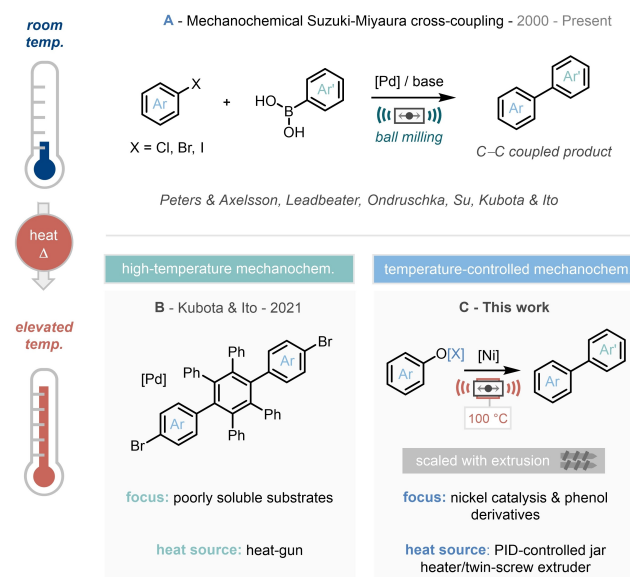 room
temp.
A - Mechanochemical Suzuki-Miyaura cross-coupling - 2000 - Present
X
Ar
X = Cl, Br, I
+
HO
B
OH
Ar'
[Pd] / base
ball milling
Ar'
Ar
C–C coupled product
Peters & Axelsson, Leadbeater, Ondruschka, Su, Kubota & Ito
heat
Δ
elevated
temp.
high-temperature mechanochem.
B - Kubota & Ito - 2021
[Pd]
Br
Ar
Ph
Ph
Ph
Ph
Ar
Br
focus: poorly soluble substrates
heat source: heat-gun
temperature-controlled mechanochem
C - This work
O[X]
Ar
[Ni]
100 °C
Ar'
Ar
scaled with extrusion
focus: nickel catalysis & phenol
derivatives
heat source: PID-controlled jar
heater/twin-screw extruder